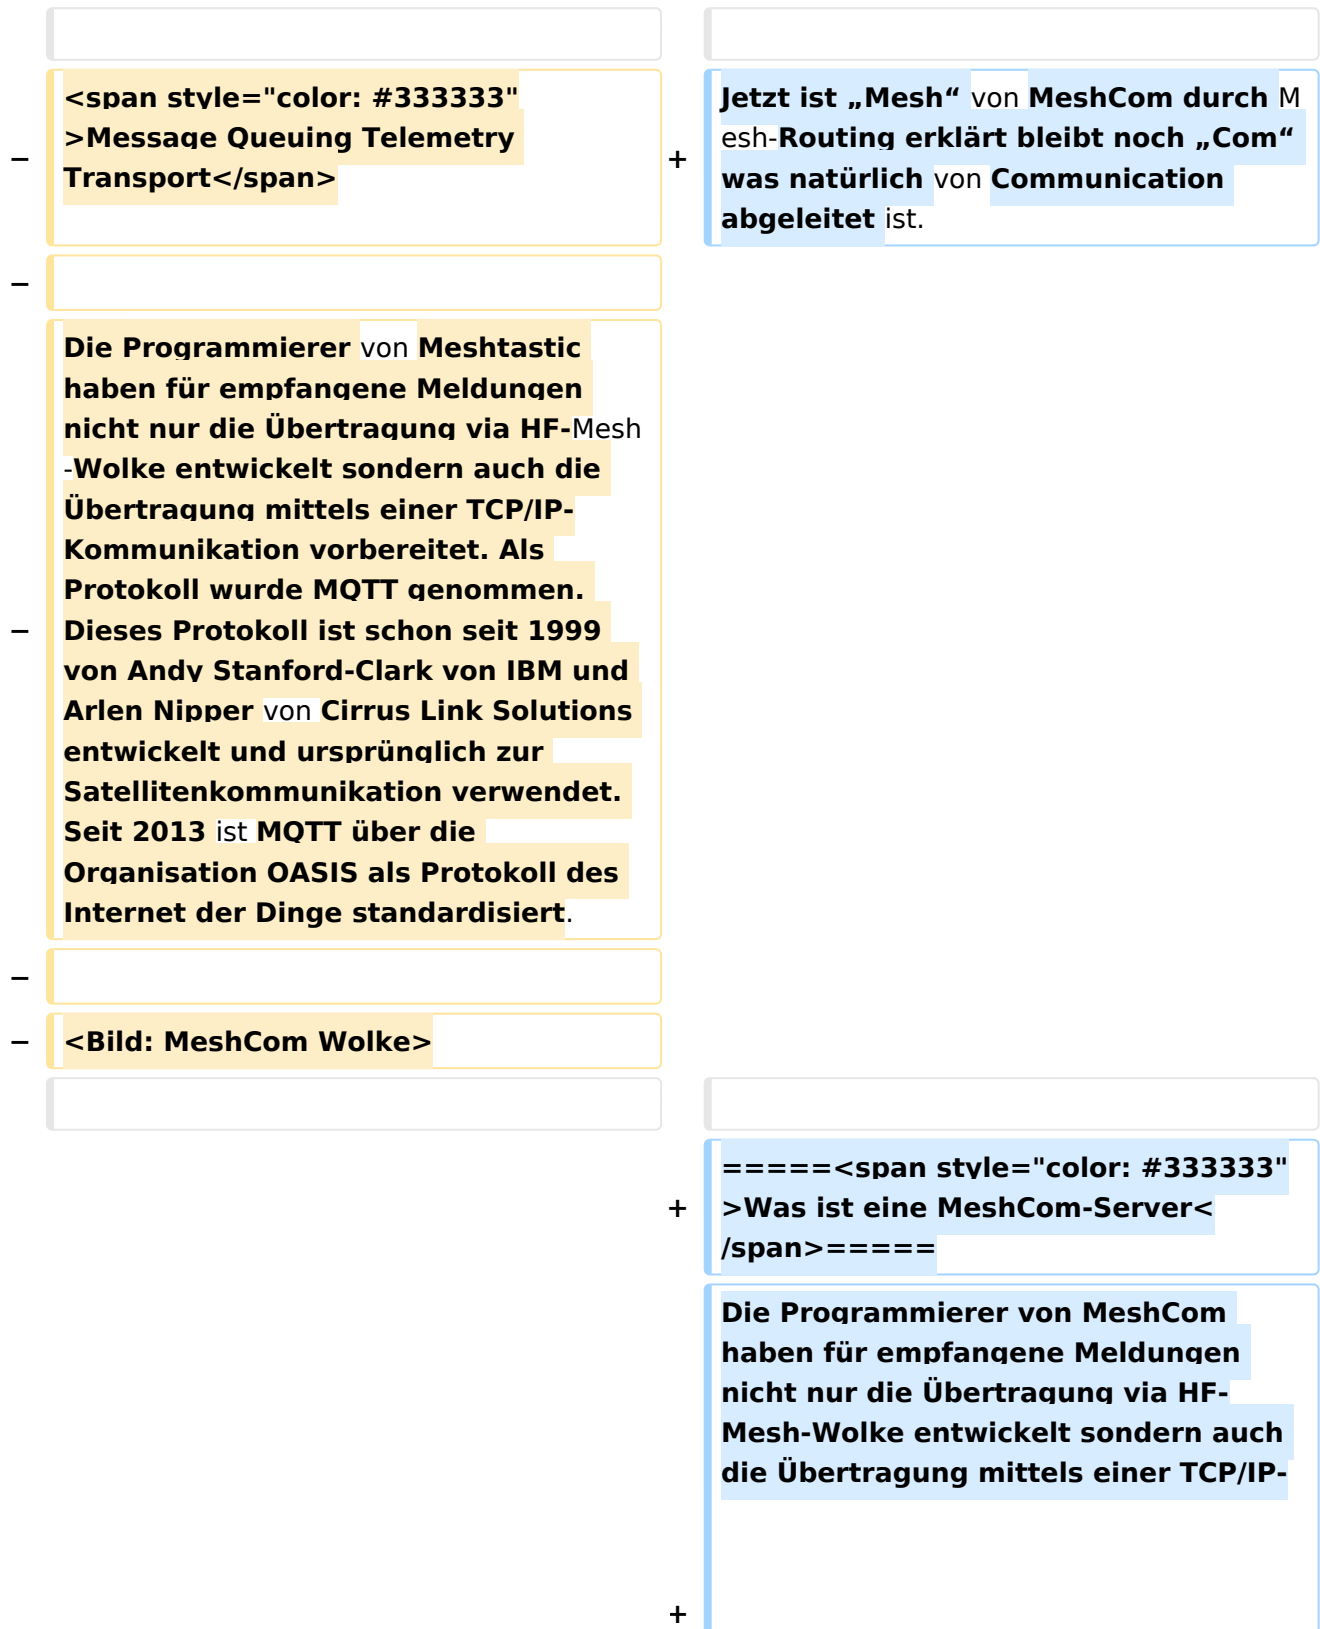 <span style="color: #333333"
>Message Queuing Telemetry
Transport</span>
−
+
Jetzt ist „Mesh“ von MeshCom durch M
esh-Routing erklärt bleibt noch „Com“
was natürlich von Communication
abgeleitet ist.
−
Die Programmierer von Meshtastic
haben für empfangene Meldungen
nicht nur die Übertragung via HF-Mesh
-Wolke entwickelt sondern auch die
Übertragung mittels einer TCP/IP-
Kommunikation vorbereitet. Als
Protokoll wurde MQTT genommen.
− Dieses Protokoll ist schon seit 1999
von Andy Stanford-Clark von IBM und
Arlen Nipper von Cirrus Link Solutions
entwickelt und ursprünglich zur
Satellitenkommunikation verwendet.
Seit 2013 ist MQTT über die
Organisation OASIS als Protokoll des
Internet der Dinge standardisiert.
−
− <Bild: MeshCom Wolke>
=====<span style="color: #333333"
+ >Was ist eine MeshCom-Server<
/span>=====
Die Programmierer von MeshCom
haben für empfangene Meldungen
nicht nur die Übertragung via HF-
Mesh-Wolke entwickelt sondern auch
die Übertragung mittels einer TCP/IP-
+